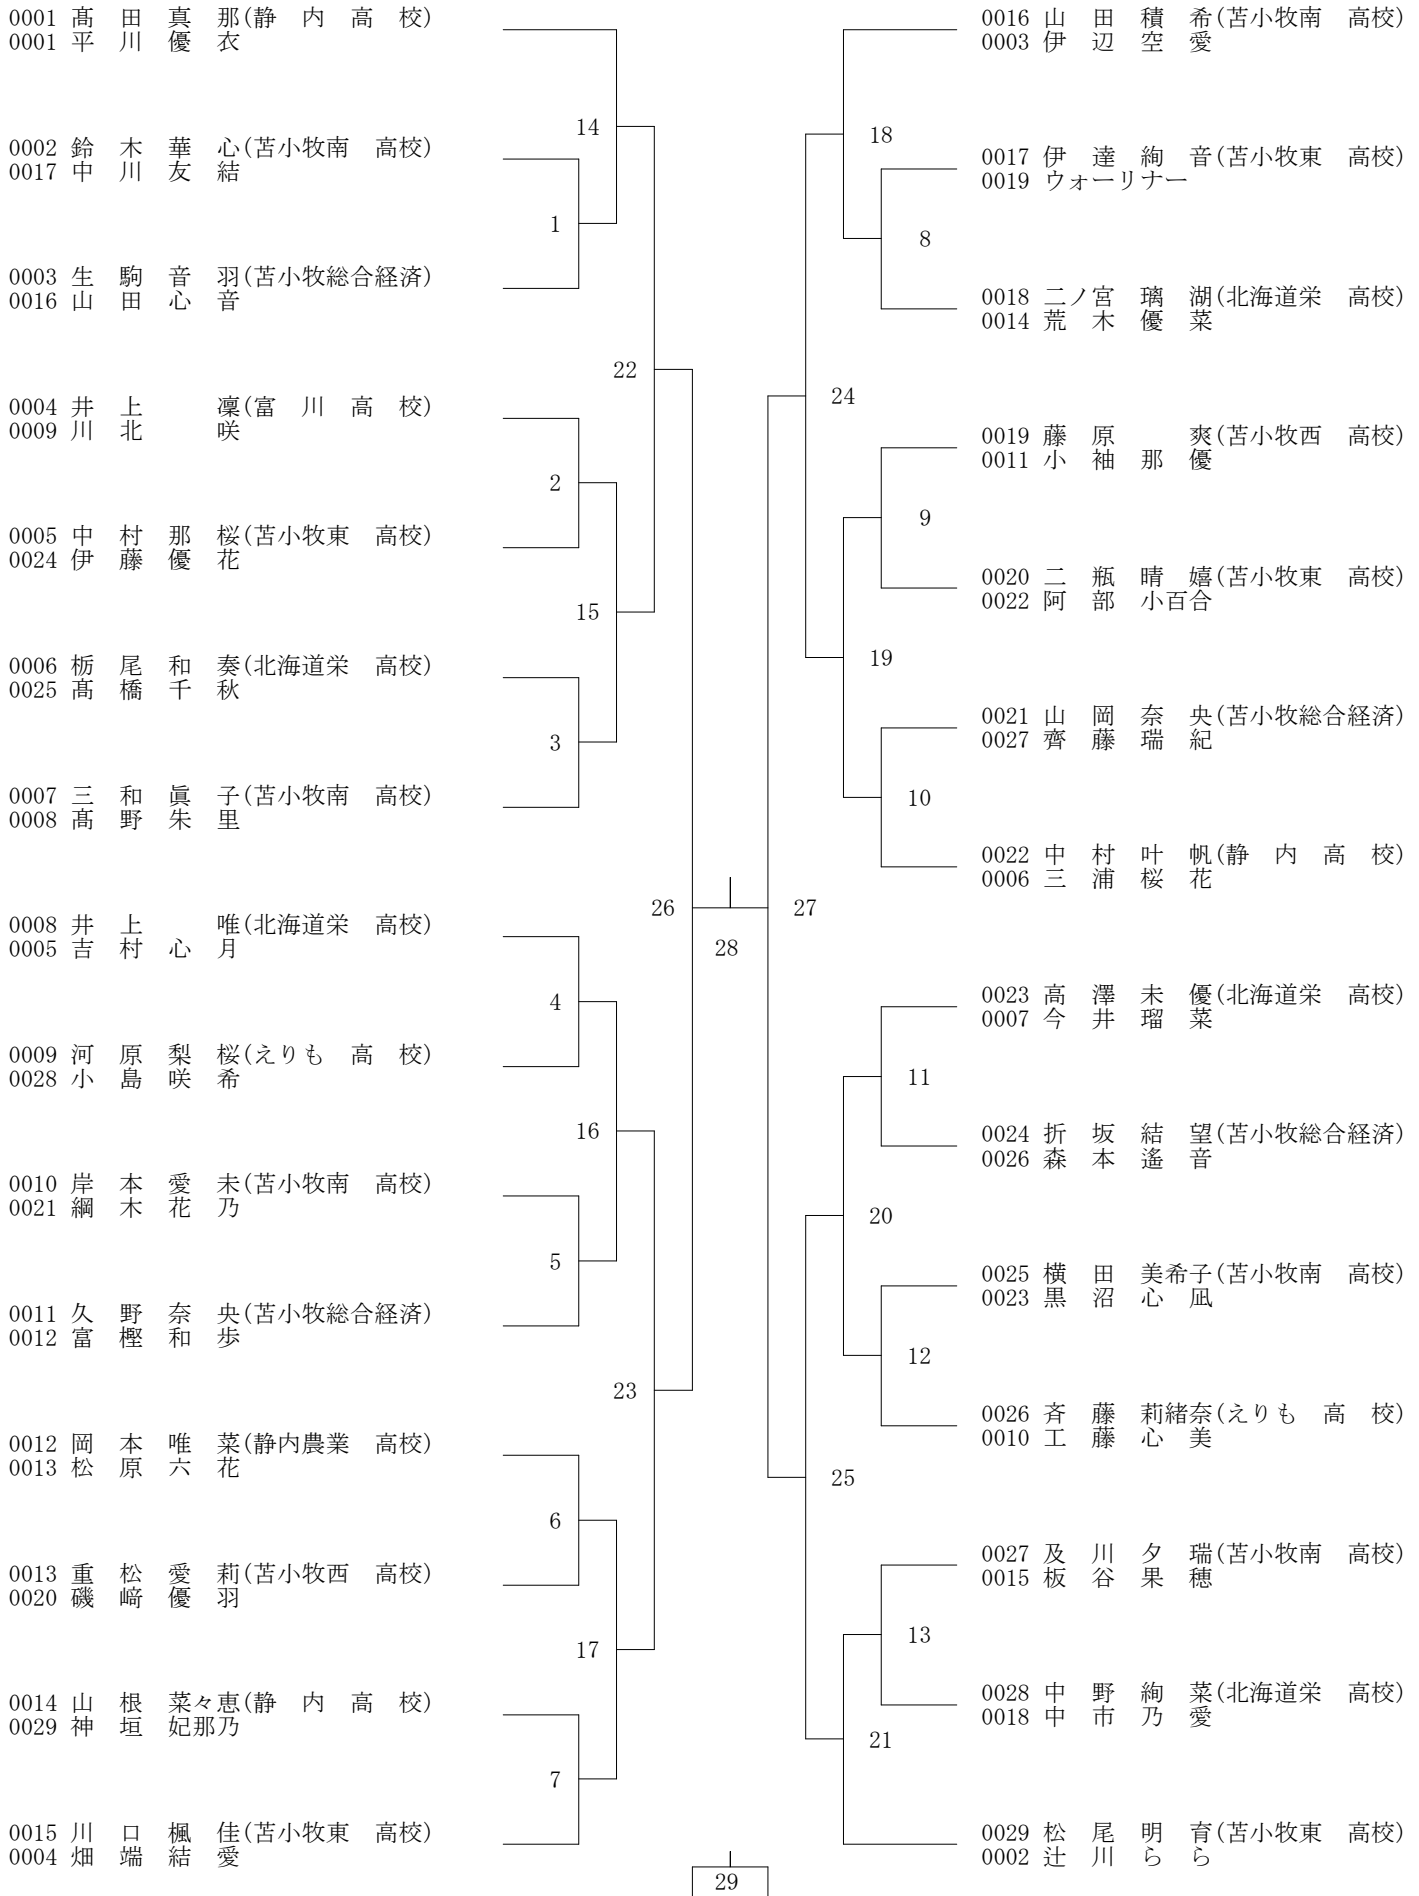 0001 髙 田 真 那(静 内 高 校)
0001 平 川 優 衣
0002 鈴 木 華 心(苫小牧南 高校)
0017 中 川 友 結
0003 生 駒 音 羽(苫小牧総合経済)
0016 山 田 心 音
0004 井 上 凜(富 川 高 校)
0009 川 北 咲
0005 中 村 那 桜(苫小牧東 高校)
0024 伊 藤 優 花
0006 栃 尾 和 奏(北海道栄 高校)
0025 髙 橋 千 秋
0007 三 和 眞 子(苫小牧南 高校)
0008 髙 野 朱 里
0008 井 上 唯(北海道栄 高校)
0005 吉 村 心 月
0009 河 原 梨 桜(えりも 高 校)
0028 小 島 咲 希
0010 岸 本 愛 未(苫小牧南 高校)
0021 綱 木 花 乃
0011 久 野 奈 央(苫小牧総合経済)
0012 富 樫 和 歩
0012 岡 本 唯 菜(静内農業 高校)
0013 松 原 六 花
0013 重 松 愛 莉(苫小牧西 高校)
0020 磯 﨑 優 羽
0014 山 根 菜々恵(静 内 高 校)
0029 神 垣 妃那乃
0015 川 口 楓 佳(苫小牧東 高校)
0004 畑 端 結 愛
14
1
22
2
15
3
26
4
16
5
23
6
17
7
28
29
27
18
8
24
9
19
10
11
20
12
25
13
21
0016 山 田 積 希(苫小牧南 高校)
0003 伊 辺 空 愛
0017 伊 達 絢 音(苫小牧東 高校)
0019 ウォーリナー
0018 二ノ宮 璃 湖(北海道栄 高校)
0014 荒 木 優 菜
0019 藤 原 爽(苫小牧西 高校)
0011 小 袖 那 優
0020 二 瓶 晴 嬉(苫小牧東 高校)
0022 阿 部 小百合
0021 山 岡 奈 央(苫小牧総合経済)
0027 齊 藤 瑞 紀
0022 中 村 叶 帆(静 内 高 校)
0006 三 浦 桜 花
0023 高 澤 未 優(北海道栄 高校)
0007 今 井 瑠 菜
0024 折 坂 結 望(苫小牧総合経済)
0026 森 本 遙 音
0025 横 田 美希子(苫小牧南 高校)
0023 黒 沼 心 凪
0026 斉 藤 莉緒奈(えりも 高 校)
0010 工 藤 心 美
0027 及 川 夕 瑞(苫小牧南 高校)
0015 板 谷 果 穂
0028 中 野 絢 菜(北海道栄 高校)
0018 中 市 乃 愛
0029 松 尾 明 育(苫小牧東 高校)
0002 辻 川 ら ら